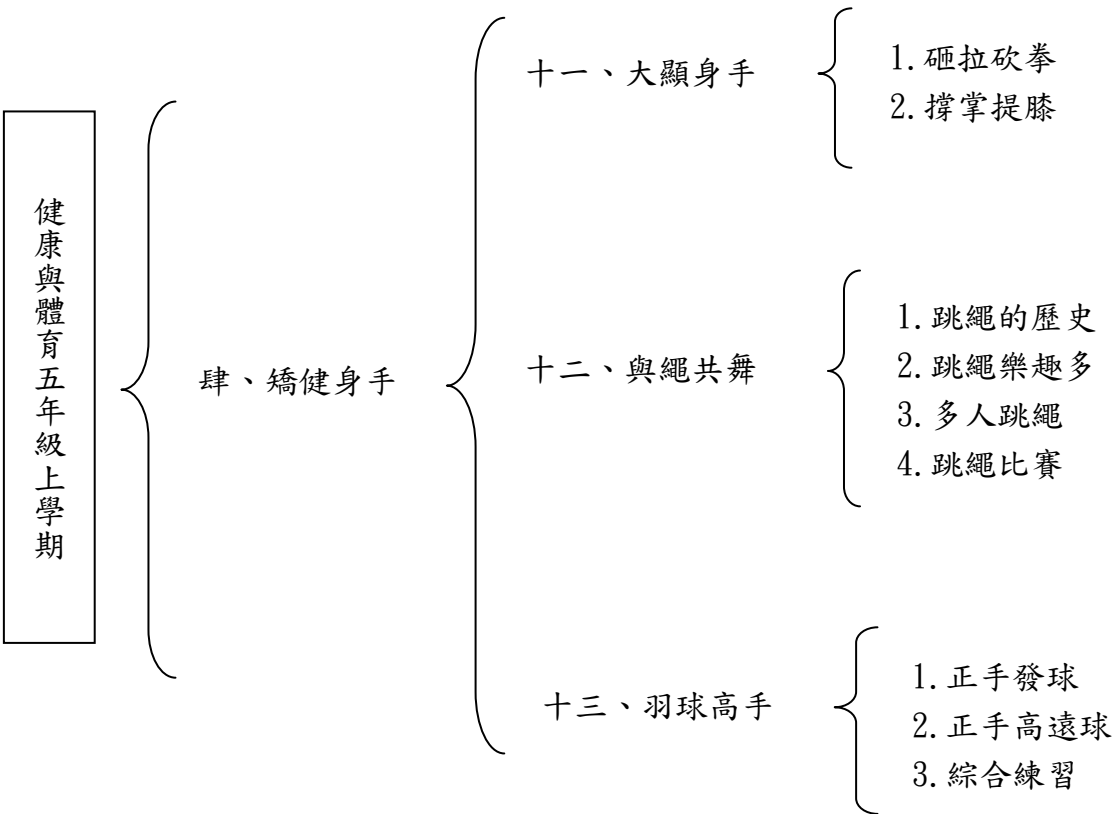 健康與體育五年級上學期
肆、矯健身手
十一、大顯身手
1.砸拉砍拳
2.撐掌提膝
十二、與繩共舞
1.跳繩的歷史
2.跳繩樂趣多
3.多人跳繩
4.跳繩比賽
十三、羽球高手
1.正手發球
2.正手高遠球
3.綜合練習